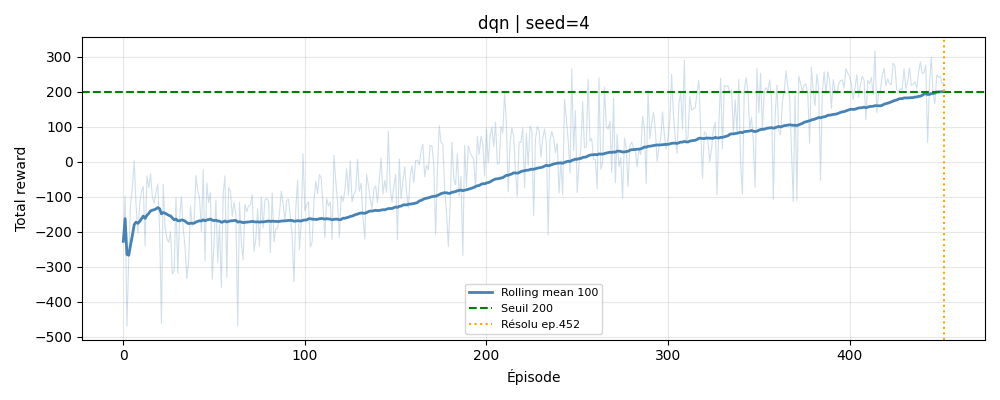 dqn | seed=4
Total reward
300
200
100
0
−100
−200
−300
−400
−500
Rolling mean 100
Seuil 200
Résolu ep.452
0 100 200 300 400
Épisode